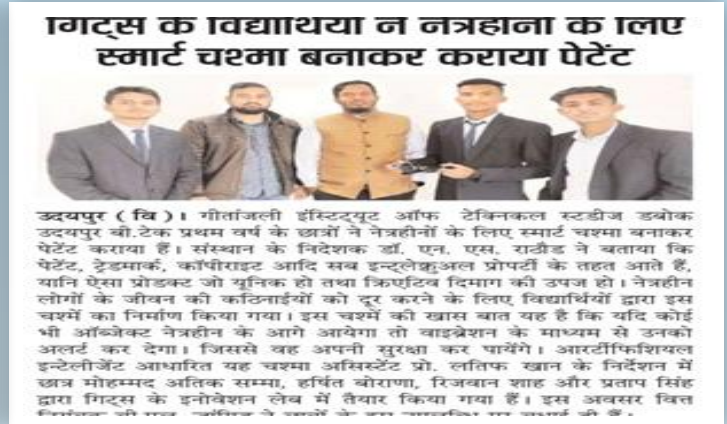 गिट्स के विद्यार्थियों ने नेत्रहीनों के लिए
स्मार्ट चश्मा बनाकर कराया पेटेंट
उदयपुर ( वि )। गीतांजली इंस्टिट्यूट ऑफ टेक्निकल स्टडीज डबोक
उदयपुर बी.टेक प्रथम वर्ष के छात्रों ने नेत्रहीनों के लिए स्मार्ट चश्मा बनाकर
पेटेंट कराया हैं। संस्थान के निदेशक डॉ. एन. एस. राठौड ने बताया कि
पेटेंट, ट्रेडमार्क, कॉपीराइट आदि सब इन्ट्लेक्चुअल प्रोपर्टी के तहत आते हैं,
यानि ऐसा प्रोडक्ट जो यूनिक हो तथा क्रिएटिव दिमाग की उपज हो। नेत्रहीन
लोगों के जीवन की कठिनाईयों को दूर करने के लिए विद्यार्थियों द्वारा इस
चश्में का निर्माण किया गया। इस चश्में की खास बात यह है कि यदि कोई
भी ऑब्जेक्ट नेत्रहीन के आगे आयेगा तो वाइब्रेशन के माध्यम से उनको
अलर्ट कर देगा। जिससे वह अपनी सुरक्षा कर पायेंगे। आरर्टीफिशियल
इन्टेलीजेंट आधारित यह चश्मा असिस्टेंट प्रो. लतिफ खान के निर्देशन में
छात्र मोहम्मद अतिक सम्मा, हर्षित बोराणा, रिजवान शाह और प्रताप सिंह
द्वारा गिट्स के इनोवेशन लेब में तैयार किया गया हैं। इस अवसर वित्त